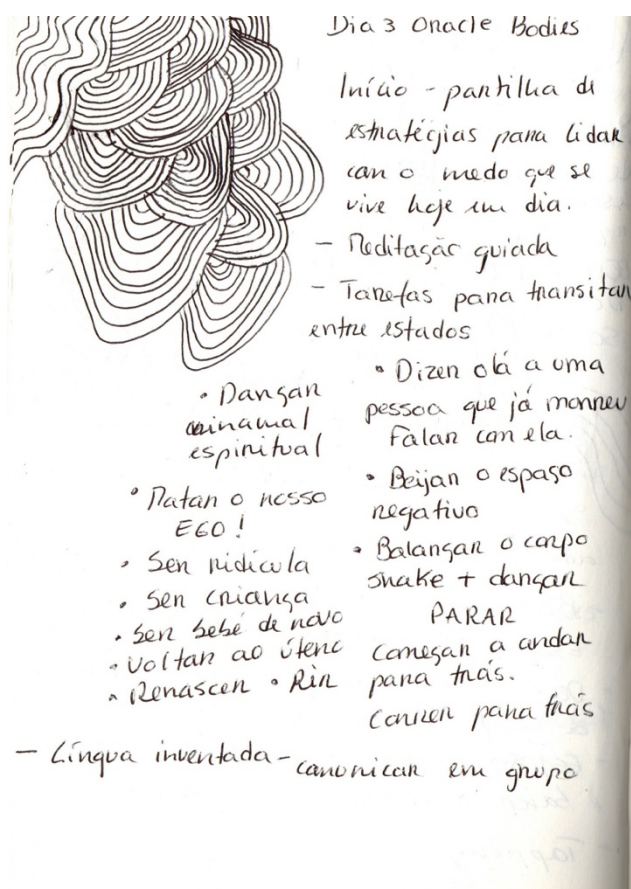 Dia 3 Oracle Bodies
Início - partilha de
estratégias para lidar
com o medo que se
vive hoje em dia.
- Meditação guiada
- Tarefas para transitar
entre estados
• Dançar
animal
espiritual
• Matar o nosso
EGO!
• Ser ridícula
• Ser criança
• Ser bebé de novo
• Voltar ao útero
• Renascer • Rir
• Dizer olá a uma
pessoa que já morreu
Falar com ela.
• Beijar o espaço
negativo
• Balançar o corpo
shake + dançar
PARAR
Começar a andar
para trás.
Correr para trás
- Língua inventada - comunicar em grupo